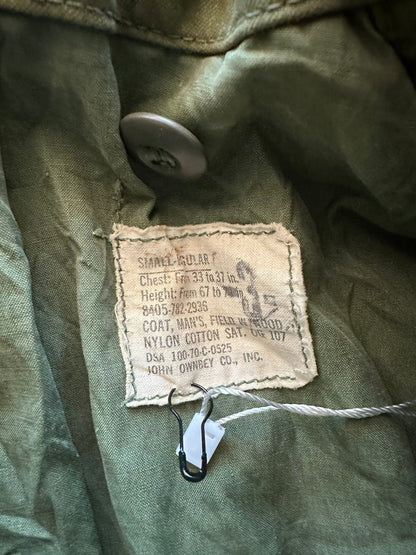 SMALL-
Chest: From 33 to 37 in.
Height: From 67 to
8405-782-2936
COAT, MAN'S, FIELD, W
NYLON COTTON SAT. OG 107
DSA 100-70-C-0525
JOHN OWNBEY CO., INC.